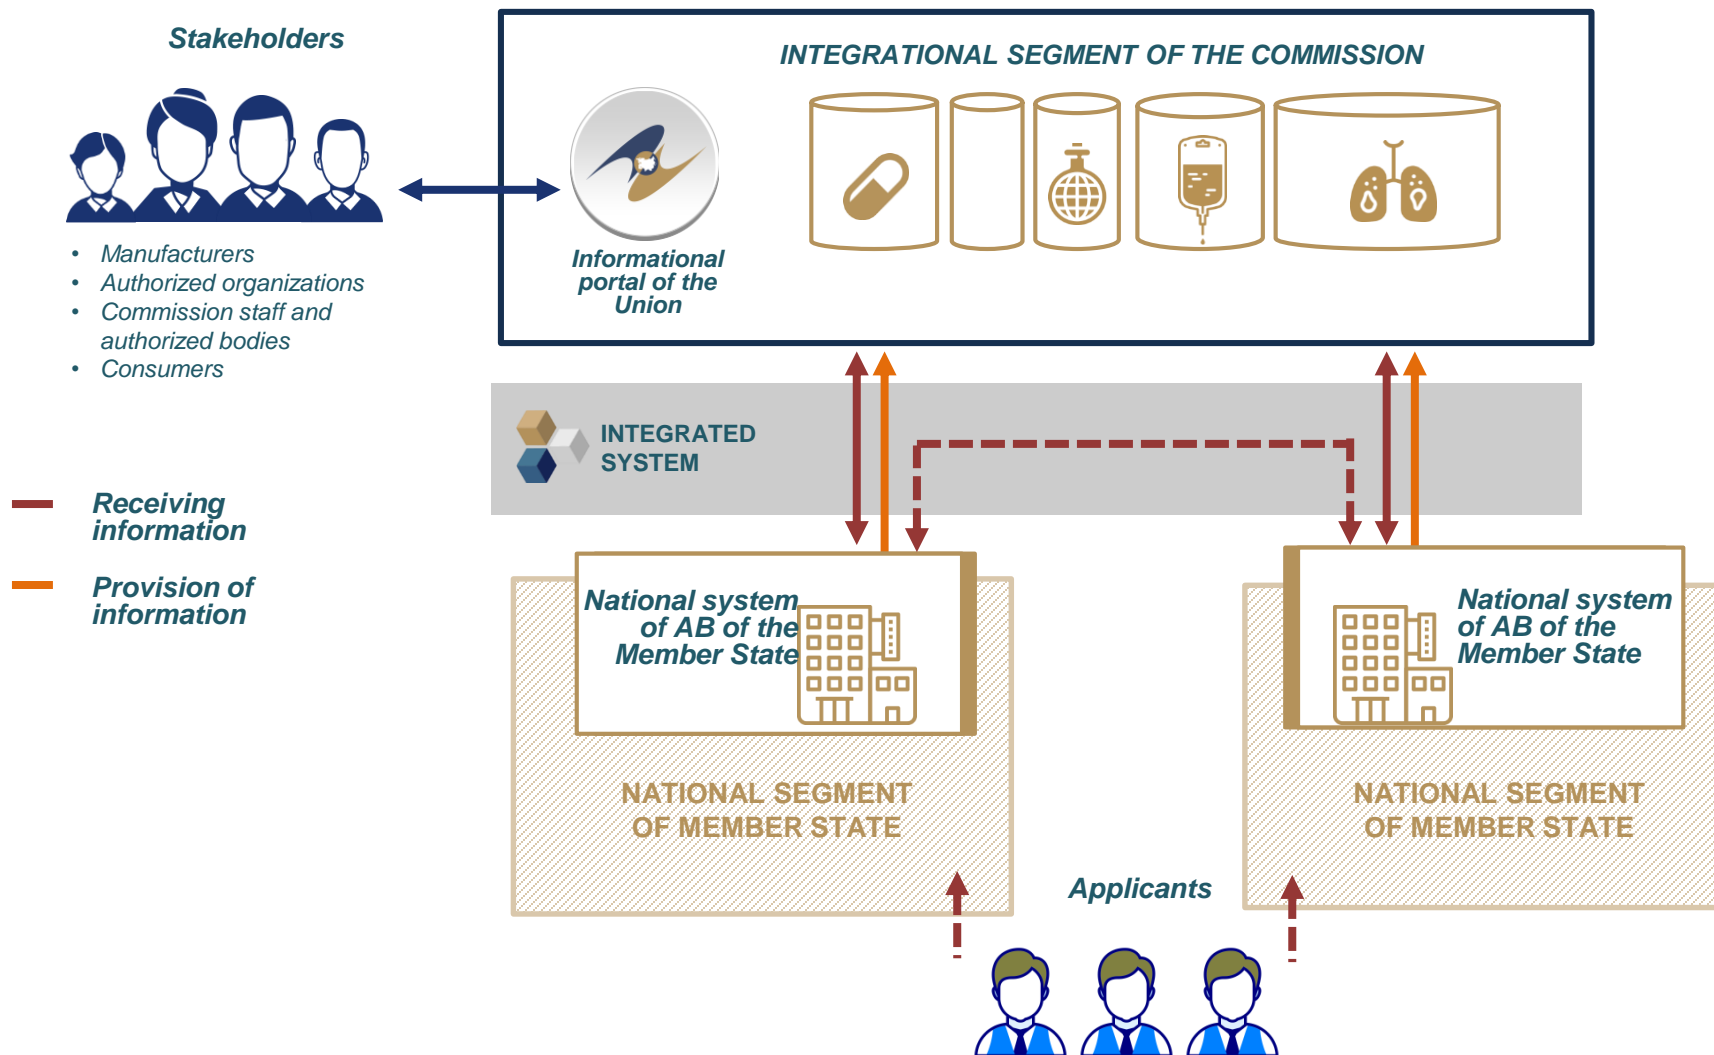 Stakeholders
• Manufacturers
• Authorized organizations
• Commission staff and
authorized bodies
• Consumers
INTEGRATIONAL SEGMENT OF THE COMMISSION
Informational
portal of the
Union
INTEGRATED
SYSTEM
Receiving
information
Provision of
information
National system
of AB of the
Member State
National system
of AB of the
Member State
NATIONAL SEGMENT
OF MEMBER STATE
NATIONAL SEGMENT
OF MEMBER STATE
Applicants